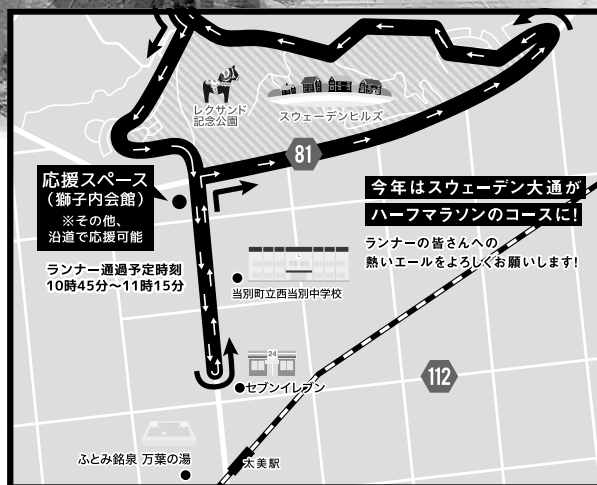 レクサンド
記念公園
スウェーデンヒルズ
81
応援スペース
(獅子内会館)
※その他、
沿道で応援可能
ランナー通過予定時刻
10時45分~11時15分
今年はスウェーデン大通が
ハーフマラソンのコースに!
ランナーの皆さんへの
熱いエールをよろしくお願いします!
当別町立西当別中学校
24
セブンイレブン
112
ふとみ銘泉 万葉の湯
太美駅